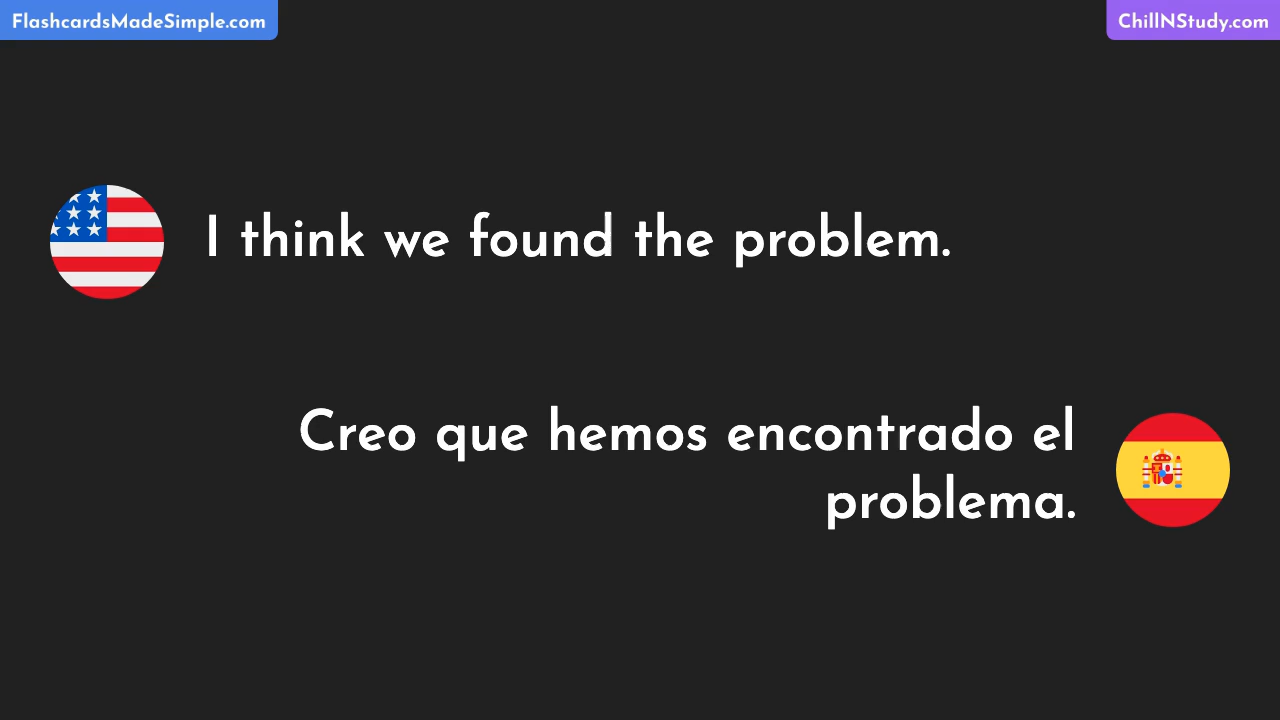 FlashcardsMadeSimple.com
ChillNStudy.com
I think we found the problem.
Creo que hemos encontrado el
problema.